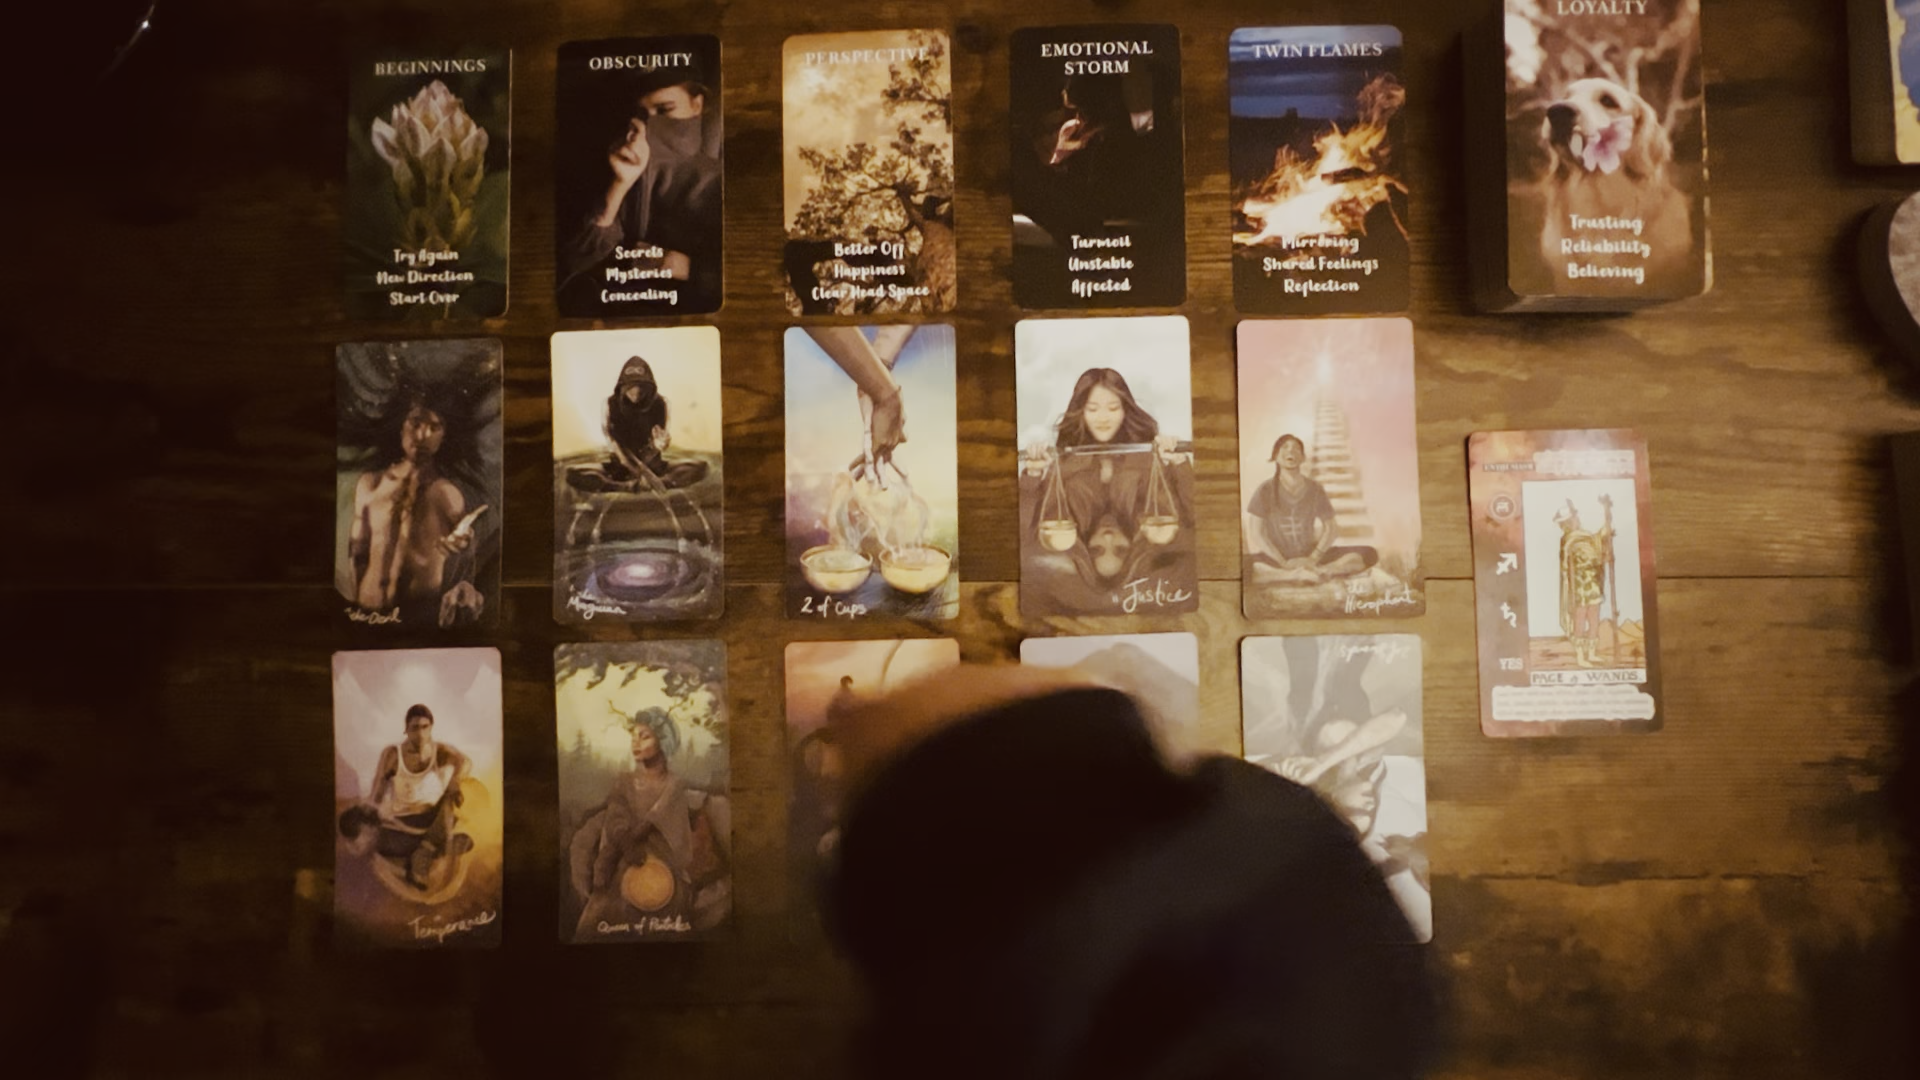 BEGINNINGS
Try Again
New Direction
Start Over
OBSCURITY
Secrets
Mysteries
Concealing
PERSPECTIVE
Better Off
Happiness
Clear Head Space
EMOTIONAL
STORM
Turmoil
Unstable
Affected
TWIN FLAMES
Mirroring
Shared Feelings
Reflection
LOYALTY
Trusting
Reliability
Believing
the
2 of Cups
Justice
the
Hierophant
YES
PAGE of WANDS.
Temperance
Queen of Pentacles